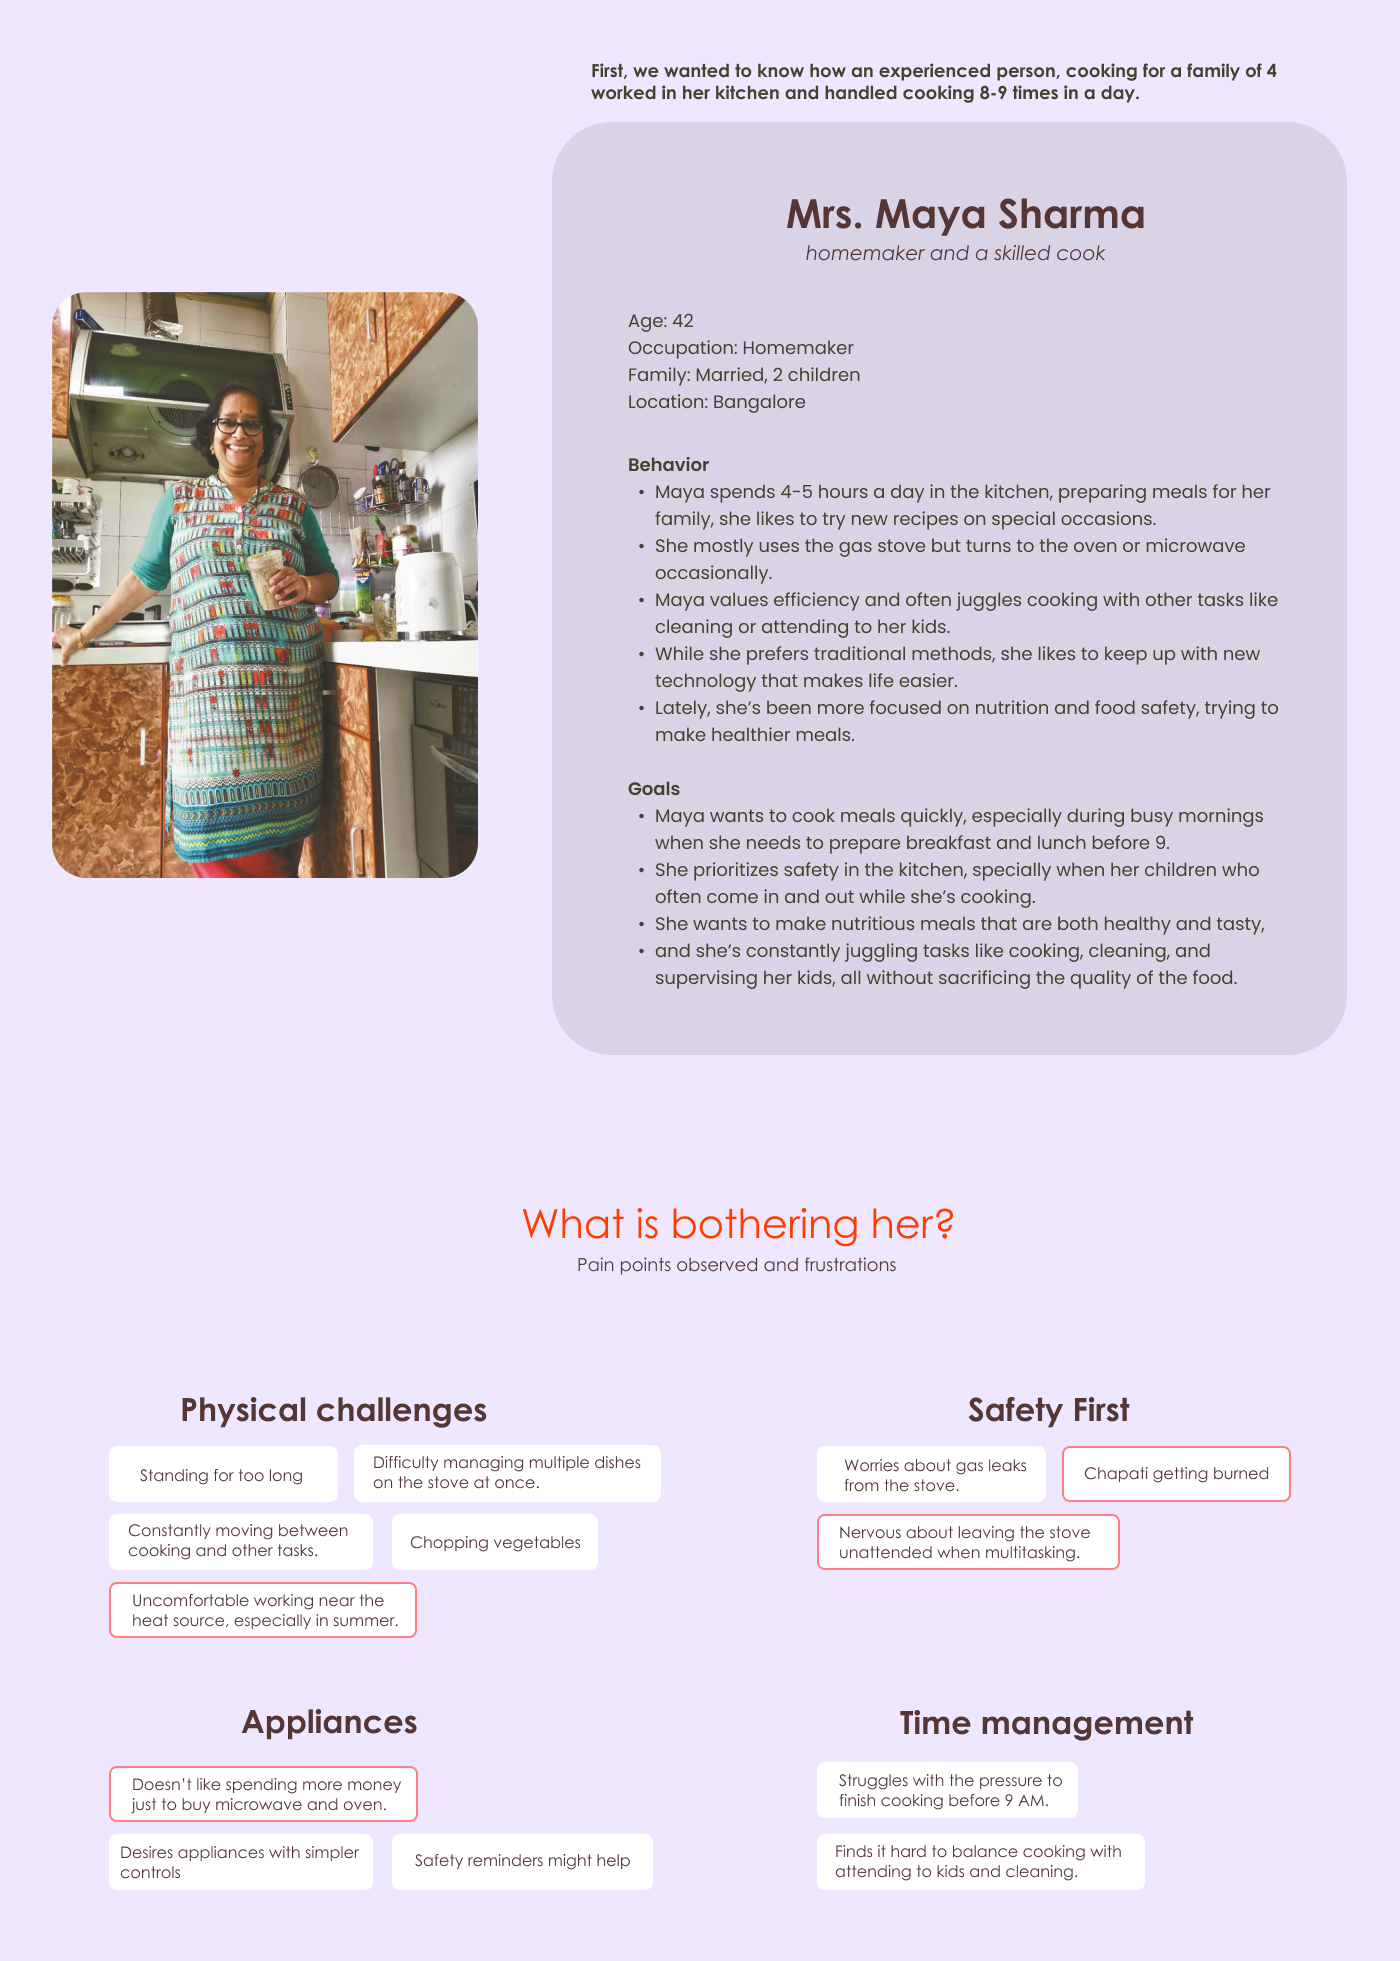 First, we wanted to know how an experienced person, cooking for a family of 4
worked in her kitchen and handled cooking 8-9 times in a day.
Mrs. Maya Sharma
homemaker and a skilled cook
Age: 42
Occupation: Homemaker
Family: Married, 2 children
Location: Bangalore
Behavior
• Maya spends 4-5 hours a day in the kitchen, preparing meals for her
family, she likes to try new recipes on special occasions.
• She mostly uses the gas stove but turns to the oven or microwave
occasionally.
• Maya values efficiency and often juggles cooking with other tasks like
cleaning or attending to her kids.
• While she prefers traditional methods, she likes to keep up with new
technology that makes life easier.
• Lately, she’s been more focused on nutrition and food safety, trying to
make healthier meals.
Goals
• Maya wants to cook meals quickly, especially during busy mornings
when she needs to prepare breakfast and lunch before 9.
• She prioritizes safety in the kitchen, specially when her children who
often come in and out while she’s cooking.
• She wants to make nutritious meals that are both healthy and tasty,
• and she’s constantly juggling tasks like cooking, cleaning, and
supervising her kids, all without sacrificing the quality of the food.
What is bothering her?
Pain points observed and frustrations
Physical challenges
Standing for too long
Difficulty managing multiple dishes
on the stove at once.
Constantly moving between
cooking and other tasks.
Chopping vegetables
Uncomfortable working near the
heat source, especially in summer.
Safety First
Worries about gas leaks
from the stove.
Chapati getting burned
Nervous about leaving the stove
unattended when multitasking.
Appliances
Doesn’t like spending more money
just to buy microwave and oven.
Desires appliances with simpler
controls
Safety reminders might help
Time management
Struggles with the pressure to
finish cooking before 9 AM.
Finds it hard to balance cooking with
attending to kids and cleaning.